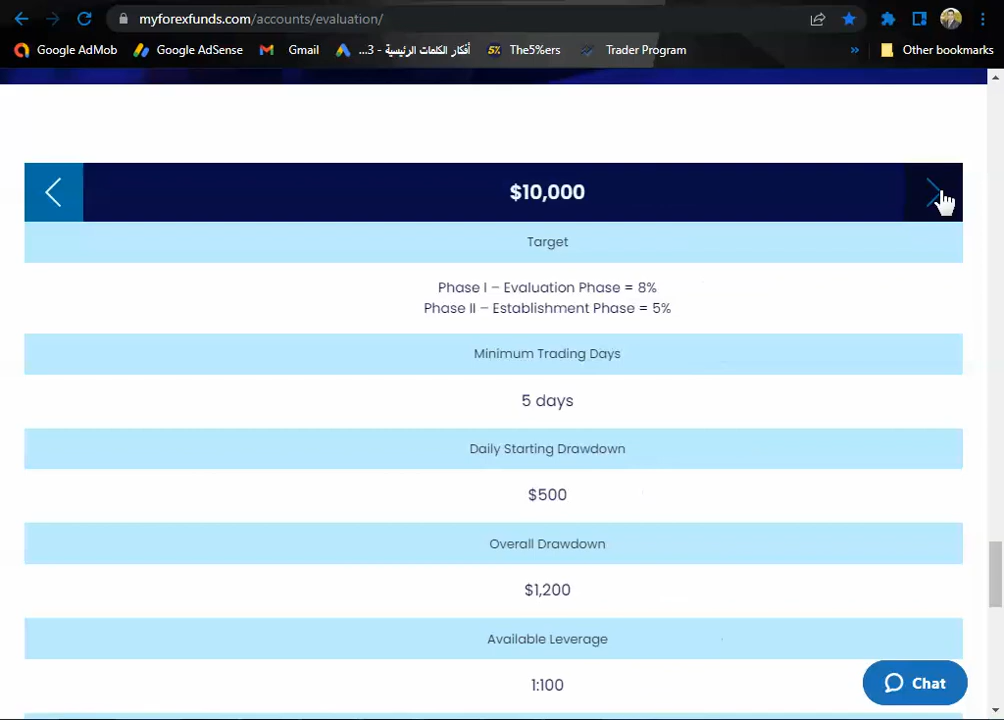 myforexfunds.com/accounts/evaluation/
Google AdMob Google AdSense Gmail أفكار الكلمات الرئيسية - 3... 5% The5%ers Trader Program » Other bookmarks
$10,000
Target
Phase I – Evaluation Phase = 8%
Phase II – Establishment Phase = 5%
Minimum Trading Days
5 days
Daily Starting Drawdown
$500
Overall Drawdown
$1,200
Available Leverage
1:100
Chat